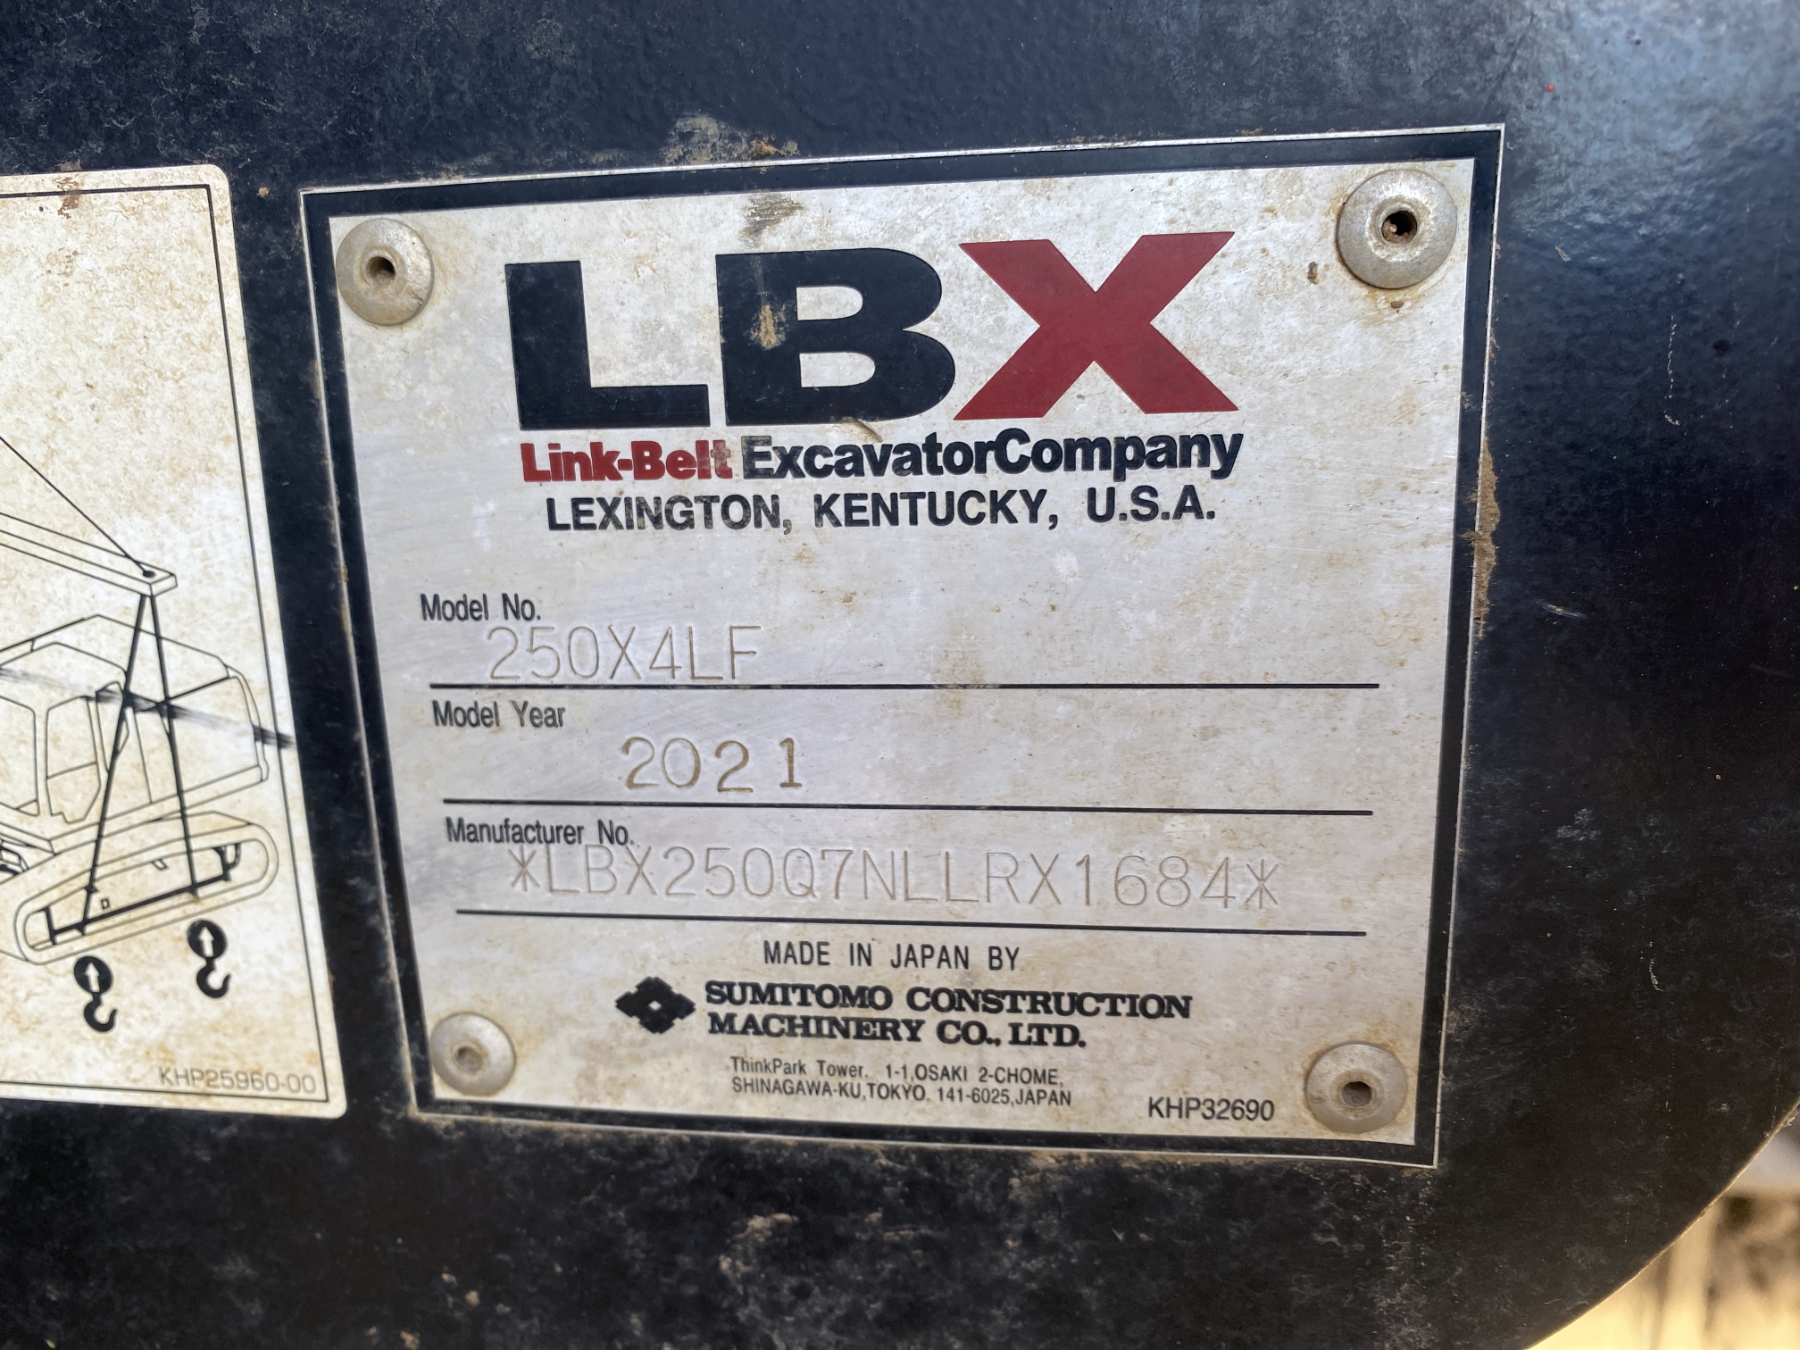 LBX
Link-Belt ExcavatorCompany
LEXINGTON, KENTUCKY, U.S.A.
Model No.
250X4LF
Model Year
2021
Manufacturer No.
*LBX250Q7NLLRX1684*
MADE IN JAPAN BY
SUMITOMO CONSTRUCTION
MACHINERY CO., LTD.
ThinkPark Tower. 1-1,OSAKI 2-CHOME,
SHINAGAWA-KU,TOKYO. 141-6025,JAPAN
KHP32690
KHP25960-00